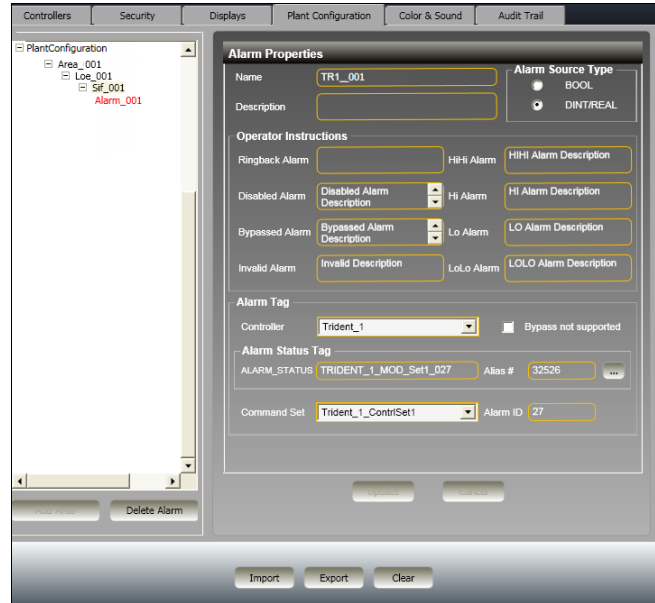 Controllers Security Displays Plant Configuration Color & Sound Audit Trail
PlantConfiguration
Area_001
Loe_001
Sif_001
Alarm_001
Add Area Delete Alarm
Alarm Properties
Name TR1_001
Description
Alarm Source Type
BOOL
DINT/REAL
Operator Instructions
Ringback Alarm HiHi Alarm HIHI Alarm Description
Disabled Alarm Disabled Alarm Description Hi Alarm HI Alarm Description
Bypassed Alarm Bypassed Alarm Description Lo Alarm LO Alarm Description
Invalid Alarm Invalid Description LoLo Alarm LOLO Alarm Description
Alarm Tag
Controller Trident_1 Bypass not supported
Alarm Status Tag
ALARM_STATUS TRIDENT_1_MOD_Set1_027 Alias # 32526 ...
Command Set Trident_1_ContrlSet1 Alarm ID 27
Update Cancel
Import Export Clear